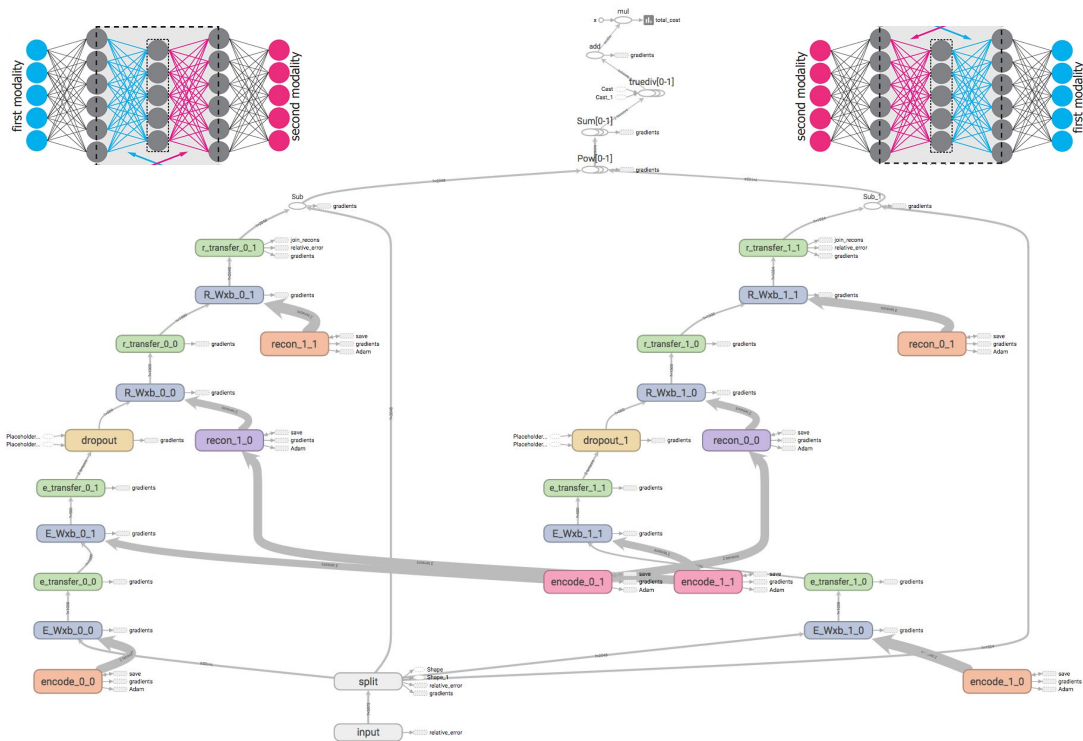 mul
x
total_cost
add
gradients
truediv[0-1]
Cast
Cast_1
Sum[0-1]
gradients
Pow[0-1]
gradients
first modality
second modality
second modality
first modality
Sub
gradients
Sub_1
gradients
r_transfer_0_1
join_recons
relative_error
gradients
r_transfer_1_1
join_recons
relative_error
gradients
R_Wxb_0_1
gradients
R_Wxb_1_1
gradients
r_transfer_0_0
gradients
recon_1_1
save
gradients
Adam
r_transfer_1_0
gradients
recon_0_1
save
gradients
Adam
R_Wxb_0_0
gradients
R_Wxb_1_0
gradients
Placeholder...
Placeholder...
dropout
gradients
recon_1_0
save
gradients
Adam
Placeholder...
Placeholder...
dropout_1
gradients
recon_0_0
save
gradients
Adam
e_transfer_0_1
gradients
e_transfer_1_1
gradients
E_Wxb_0_1
gradients
E_Wxb_1_1
gradients
e_transfer_0_0
gradients
encode_0_1
save
gradients
Adam
encode_1_1
save
gradients
Adam
e_transfer_1_0
gradients
E_Wxb_0_0
gradients
E_Wxb_1_0
gradients
encode_0_0
save
gradients
Adam
split
Shape
Shape_1
relative_error
gradients
encode_1_0
save
gradients
Adam
input
relative_error